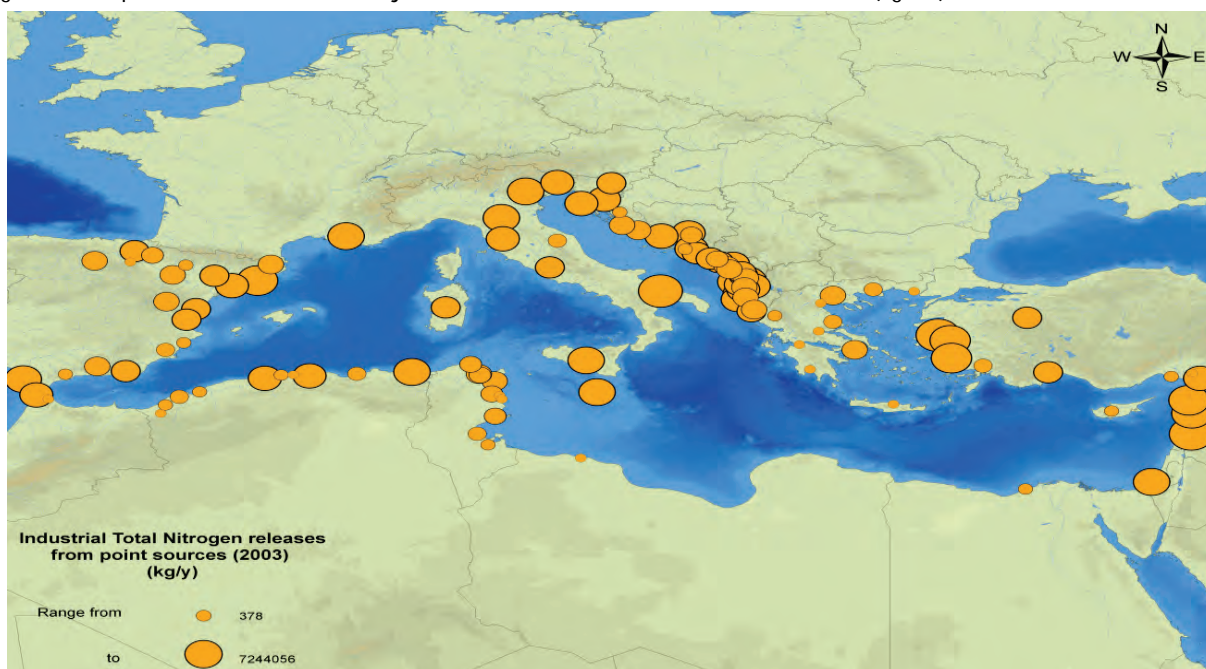 N
W E
S
Industrial Total Nitrogen releases
from point sources (2003)
(kg/y)
Range from 378
to 7244056